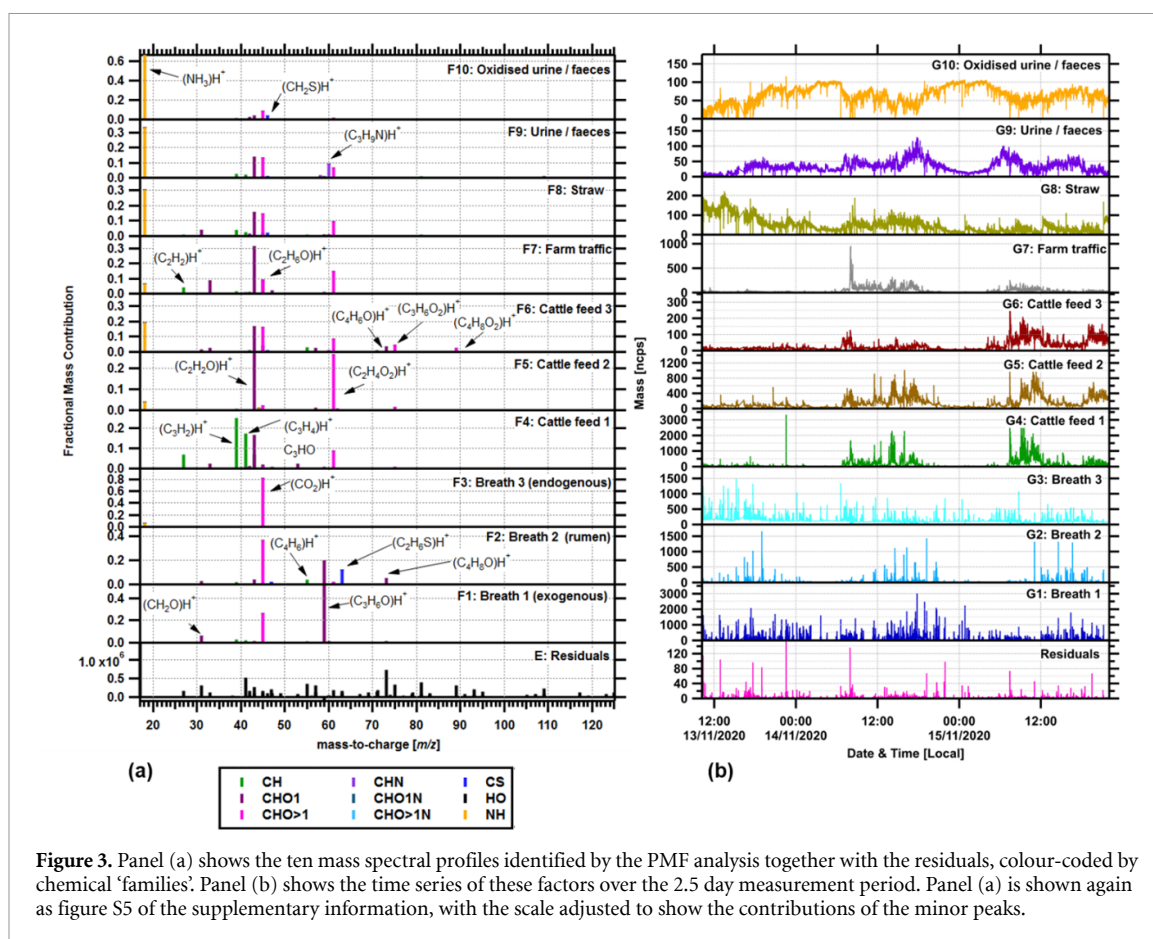 0.6
0.4
0.2
0.0
F10: Oxidised urine / faeces
(NH₃)H⁺
(CH₂S)H⁺
0.3
0.2
0.1
0.0
F9: Urine / faeces
(C₃H₉N)H⁺
0.3
0.2
0.1
0.0
F8: Straw
0.3
0.2
0.1
0.0
F7: Farm traffic
(C₂H₂)H⁺
(C₂H₆O)H⁺
0.3
0.2
0.1
0.0
F6: Cattle feed 3
(C₄H₈O)H⁺
(C₃H₆O₂)H⁺
(C₄H₈O₂)H⁺
0.2
0.1
0.0
F5: Cattle feed 2
(C₂H₂O)H⁺
(C₂H₄O₂)H⁺
0.2
0.1
0.0
F4: Cattle feed 1
(C₃H₂)H⁺
(C₃H₄)H⁺
C₃HO
0.8
0.6
0.4
0.2
0.0
F3: Breath 3 (endogenous)
(CO₂)H⁺
0.4
0.2
0.0
F2: Breath 2 (rumen)
(C₄H₆)H⁺
(C₂H₆S)H⁺
(C₄H₈O)H⁺
0.4
0.2
0.0
F1: Breath 1 (exogenous)
(CH₂O)H⁺
(C₃H₆O)H⁺
1.0 x10⁶
0.5
0.0
E: Residuals
Fractional Mass Contribution
20 30 40 50 60 70 80 90 100 110 120
mass-to-charge [m/z]
(a)
CH CHN CS
CHO1 CHO1N HO
CHO>1 CHO>1N NH
150
100
50
0
G10: Oxidised urine / faeces
150
100
50
0
G9: Urine / faeces
200
100
0
G8: Straw
1000
500
0
G7: Farm traffic
300
200
100
0
G6: Cattle feed 3
1200
800
400
0
G5: Cattle feed 2
3000
2000
1000
0
G4: Cattle feed 1
1500
1000
500
0
G3: Breath 3
1500
1000
500
0
G2: Breath 2
3000
2000
1000
0
G1: Breath 1
120
80
40
0
Residuals
Mass [ncps]
12:00 00:00 12:00 00:00 12:00
13/11/2020 14/11/2020 15/11/2020
Date & Time [Local]
(b)
Figure 3. Panel (a) shows the ten mass spectral profiles identified by the PMF analysis together with the residuals, colour-coded by
chemical ‘families’. Panel (b) shows the time series of these factors over the 2.5 day measurement period. Panel (a) is shown again
as figure S5 of the supplementary information, with the scale adjusted to show the contributions of the minor peaks.